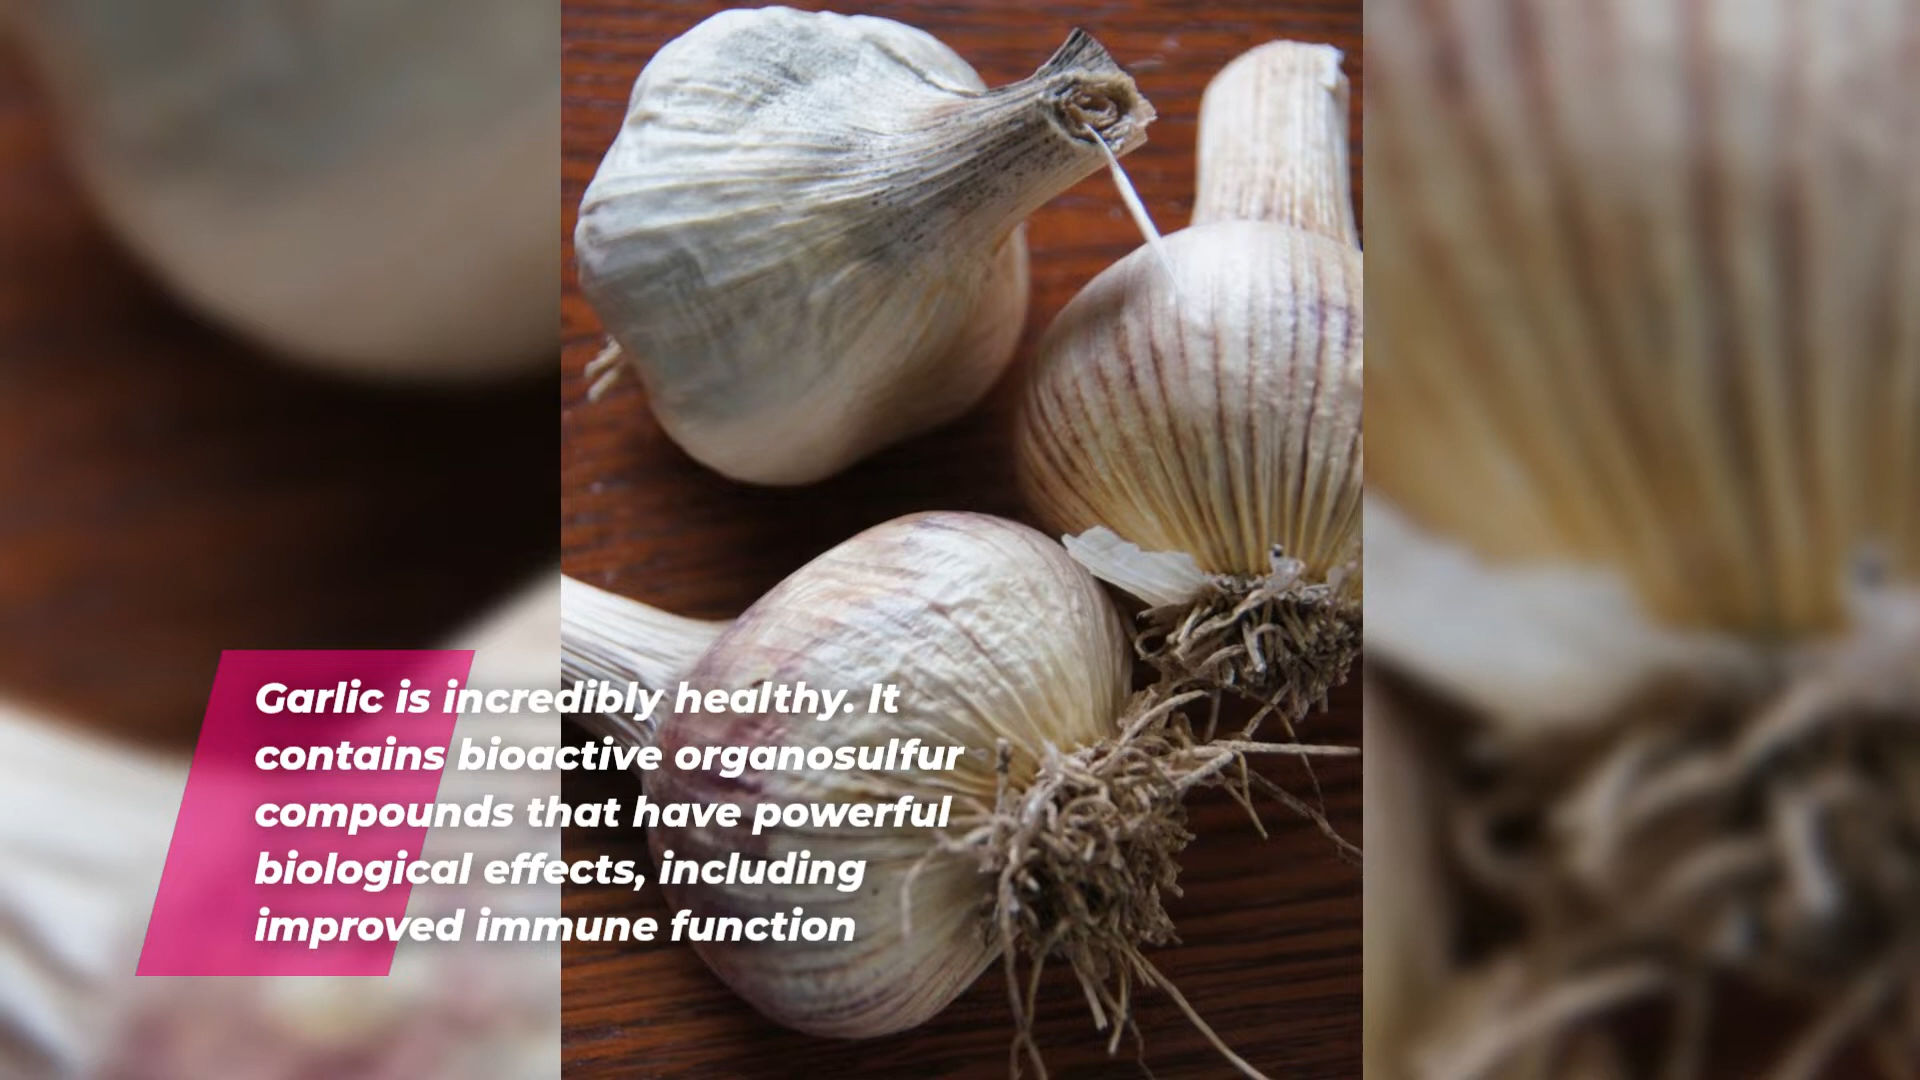 Garlic is incredibly healthy. It
contains bioactive organosulfur
compounds that have powerful
biological effects, including
improved immune function